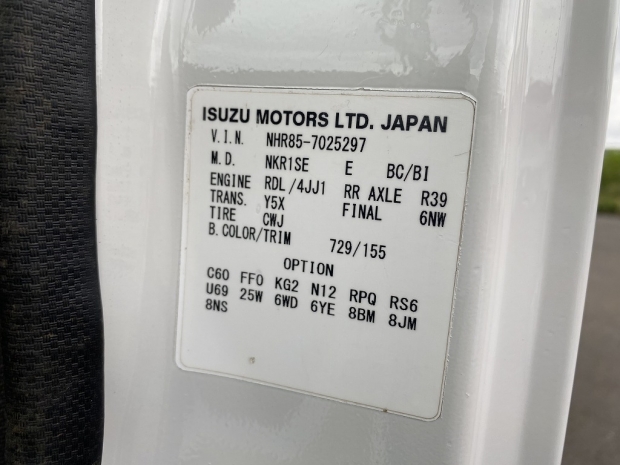 ISUZU MOTORS LTD. JAPAN
V.I.N. NHR85-7025297
M.D. NKR1SE E BC/BI
ENGINE RDL/4JJ1 RR AXLE R39
TRANS. Y5X FINAL 6NW
TIRE CWJ
B.COLOR/TRIM 729/155
OPTION
C60 FF0 KG2 N12 RPQ RS6
U69 25W 6WD 6YE 8BM 8JM
8NS